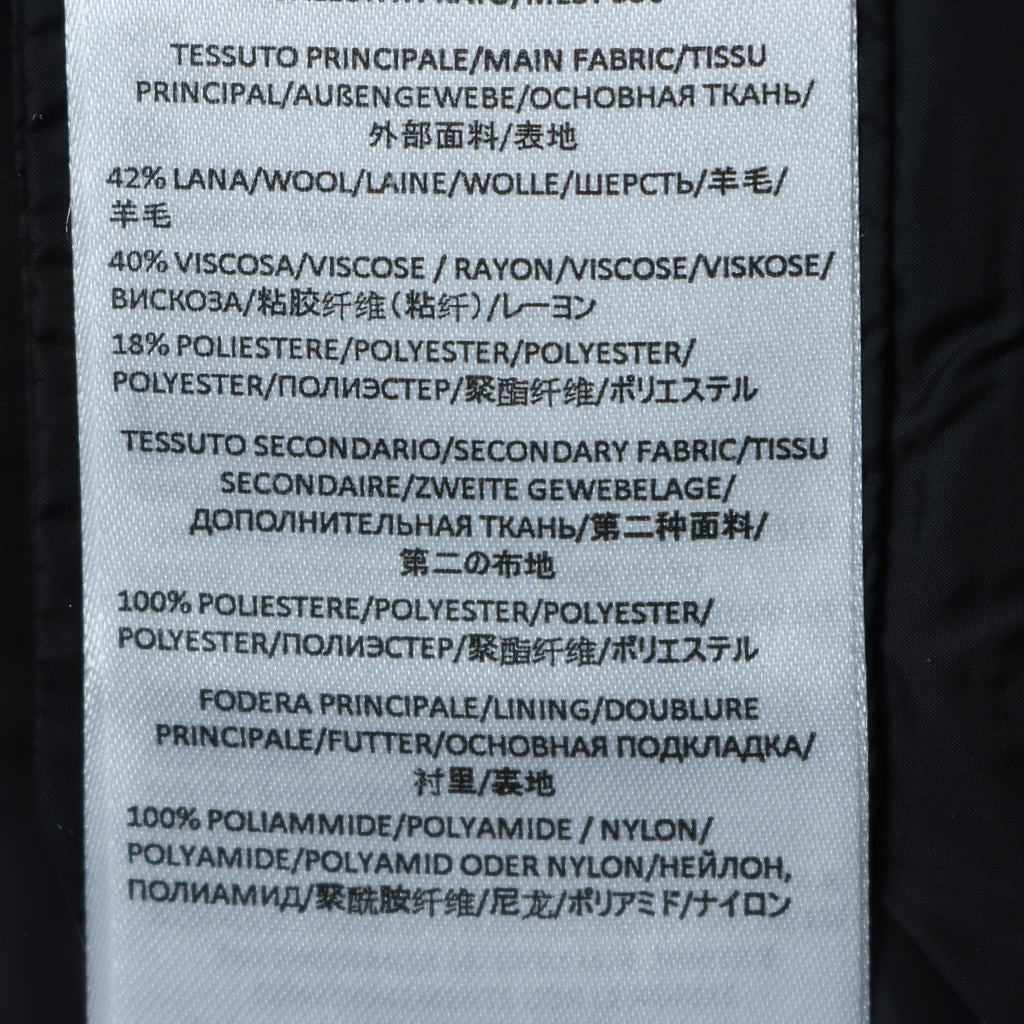 TESSUTO PRINCIPALE/MAIN FABRIC/TISSU
PRINCIPAL/AUßENGEWEBE/ОСНОВНАЯ ТКАНЬ/
外部面料/表地
42% LANA/WOOL/LAINE/WOLLE/ШЕРСТЬ/羊毛/
羊毛
40% VISCOSA/VISCOSE / RAYON/VISCOSE/VISKOSE/
ВИСКОЗА/粘胶纤维(粘纤)/レーヨン
18% POLIESTERE/POLYESTER/POLYESTER/
POLYESTER/ПОЛИЭСТЕР/聚酯纤维/ポリエステル
TESSUTO SECONDARIO/SECONDARY FABRIC/TISSU
SECONDAIRE/ZWEITE GEWEBELAGE/
ДОПОЛНИТЕЛЬНАЯ ТКАНЬ/第二种面料/
第二の布地
100% POLIESTERE/POLYESTER/POLYESTER/
POLYESTER/ПОЛИЭСТЕР/聚酯纤维/ポリエステル
FODERA PRINCIPALE/LINING/DOUBLURE
PRINCIPALE/FUTTER/ОСНОВНАЯ ПОДКЛАДКА/
衬里/裏地
100% POLIAMMIDE/POLYAMIDE / NYLON/
POLYAMIDE/POLYAMID ODER NYLON/НЕЙЛОН,
ПОЛИАМИД/聚酰胺纤维/尼龙/ポリアミド/ナイロン